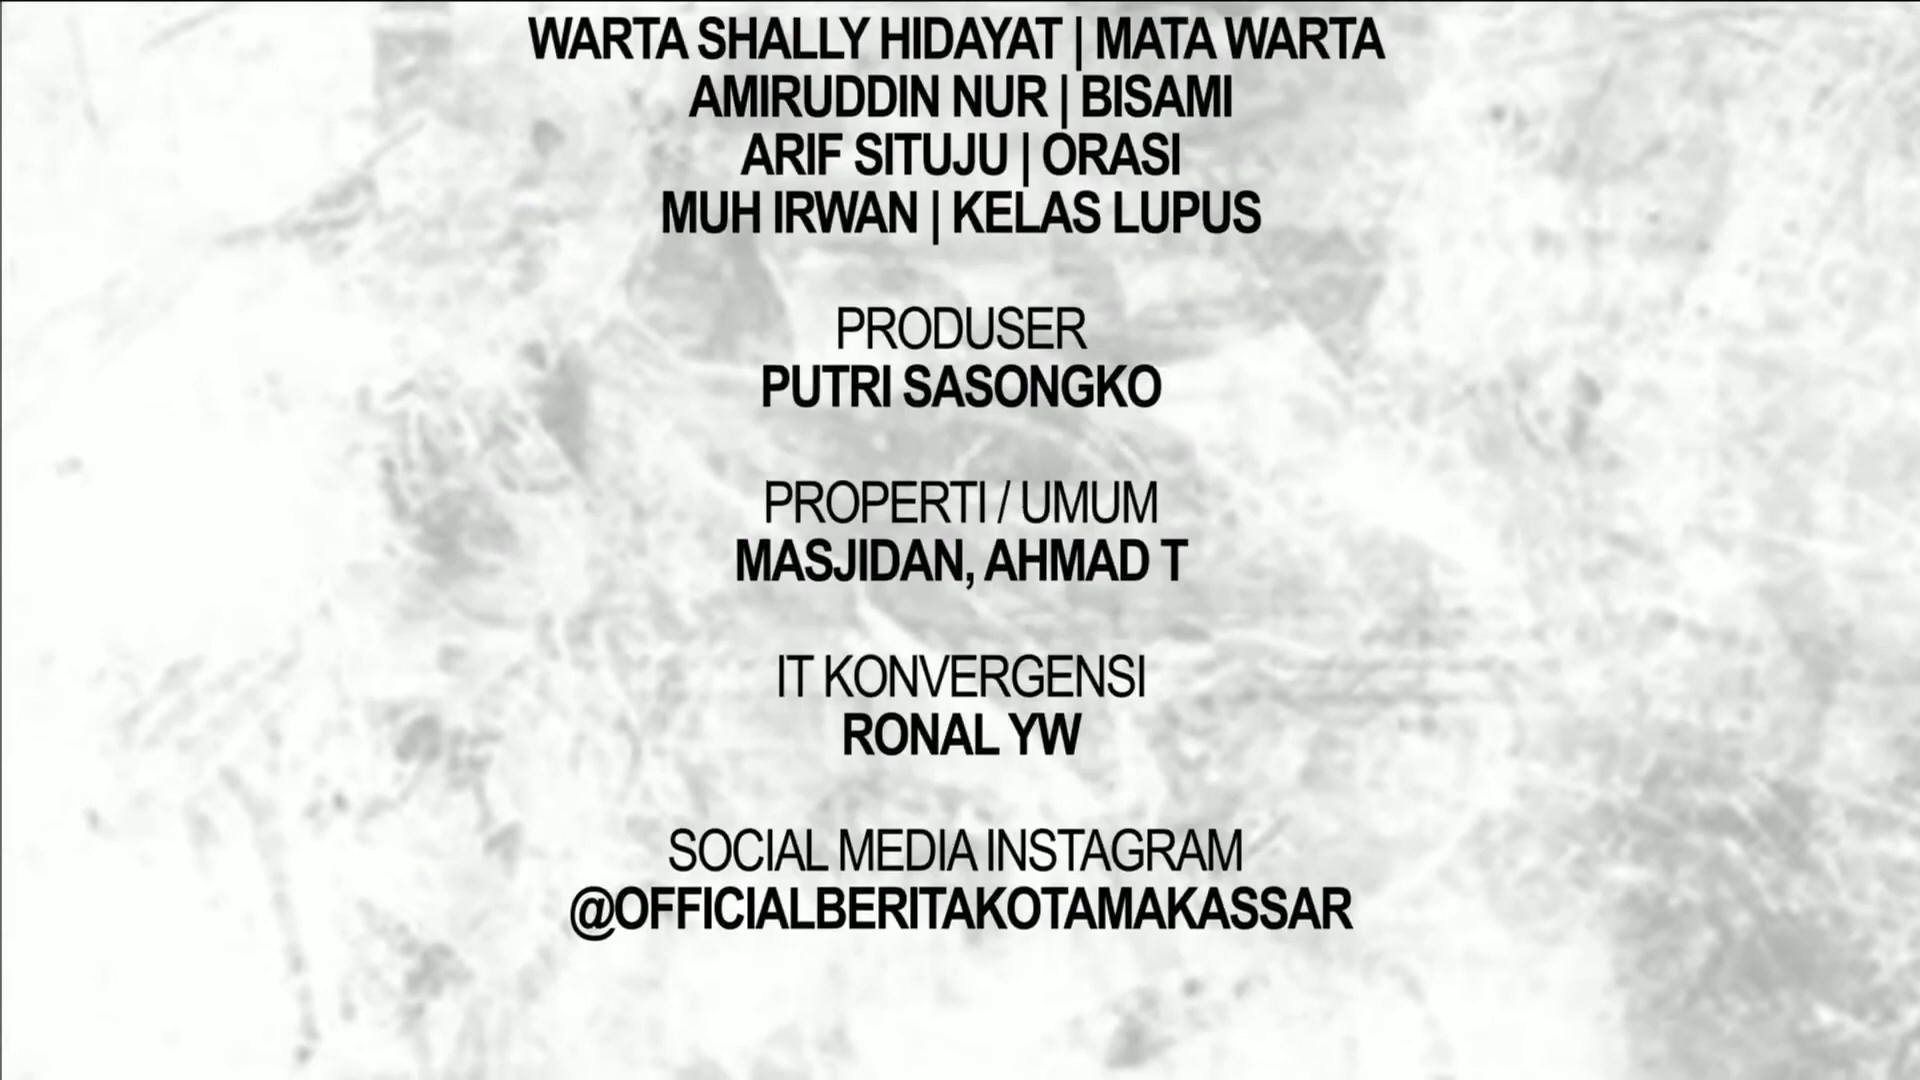 WARTA SHALLY HIDAYAT | MATA WARTA
AMIRUDDIN NUR | BISAMI
ARIF SITUJU | ORASI
MUH IRWAN | KELAS LUPUS
PRODUSER
PUTRI SASONGKO
PROPERTI / UMUM
MASJIDAN, AHMAD T
IT KONVERGENSI
RONAL YW
SOCIAL MEDIA INSTAGRAM
@OFFICIALBERITAKOTAMAKASSAR